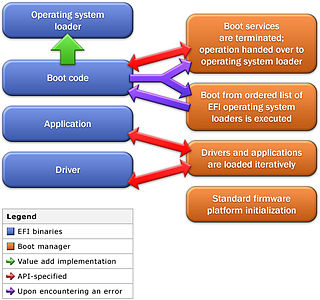 Operating system
loader
Boot services
are terminated;
operation handed over to
operating system loader
Boot code
Boot from ordered list of
EFI operating system
loaders is executed
Application
Drivers and applications
are loaded iteratively
Driver
Standard firmware
platform initialization
Legend
EFI binaries
Boot manager
Value add implementation
API-specified
Upon encountering an error